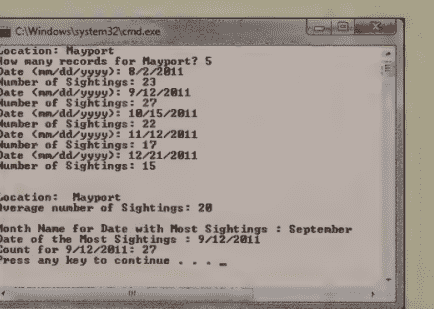 C:\Windows\system32\cmd.exe
Location: Mayport
How many records for Mayport? 5
Date (mm/dd/yyyy): 8/2/2011
Number of Sightings: 23
Date (mm/dd/yyyy): 9/12/2011
Number of Sightings: 27
Date (mm/dd/yyyy): 10/15/2011
Number of Sightings: 22
Date (mm/dd/yyyy): 11/12/2011
Number of Sightings: 17
Date (mm/dd/yyyy): 12/21/2011
Number of Sightings: 15
Location: Mayport
Average number of Sightings: 20
Month Name for Date with Most Sightings : September
Date of the Most Sightings : 9/12/2011
Count for 9/12/2011: 27
Press any key to continue . . . _